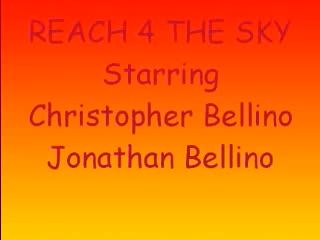 REACH 4 THE SKY
Starring
Christopher Bellino
Jonathan Bellino